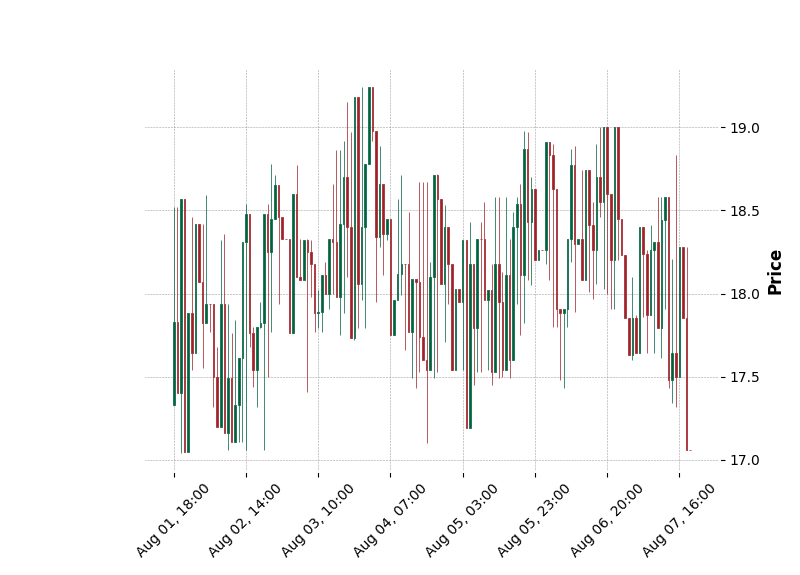 19.0
18.5
18.0
17.5
17.0
Price
Aug 01, 18:00
Aug 02, 14:00
Aug 03, 10:00
Aug 04, 07:00
Aug 05, 03:00
Aug 05, 23:00
Aug 06, 20:00
Aug 07, 16:00